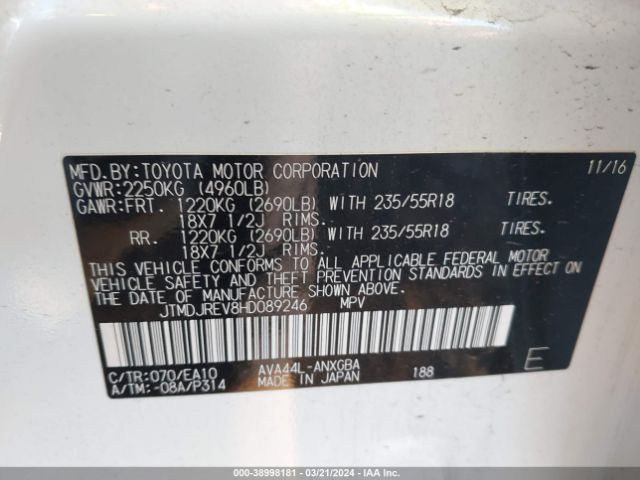 MFD.BY:TOYOTA MOTOR CORPORATION 11/16
GVWR:2250KG (4960LB)
GAWR:FRT. 1220KG (2690LB) WITH 235/55R18 TIRES.
18X7 1/2J RIMS.
RR. 1220KG (2690LB) WITH 235/55R18 TIRES.
18X7 1/2J RIMS.
THIS VEHICLE CONFORMS TO ALL APPLICABLE FEDERAL MOTOR
VEHICLE SAFETY AND THEFT PREVENTION STANDARDS IN EFFECT ON
THE DATE OF MANUFACTURE SHOWN ABOVE.
JTMDJREV8HD089246 MPV
C/TR:070/EA10 AVA44L-ANXGBA 188 E
A/TM:-08A/P314 MADE IN JAPAN
STOCK#: 38998181 - 03/21/2024 - IAA Inc.